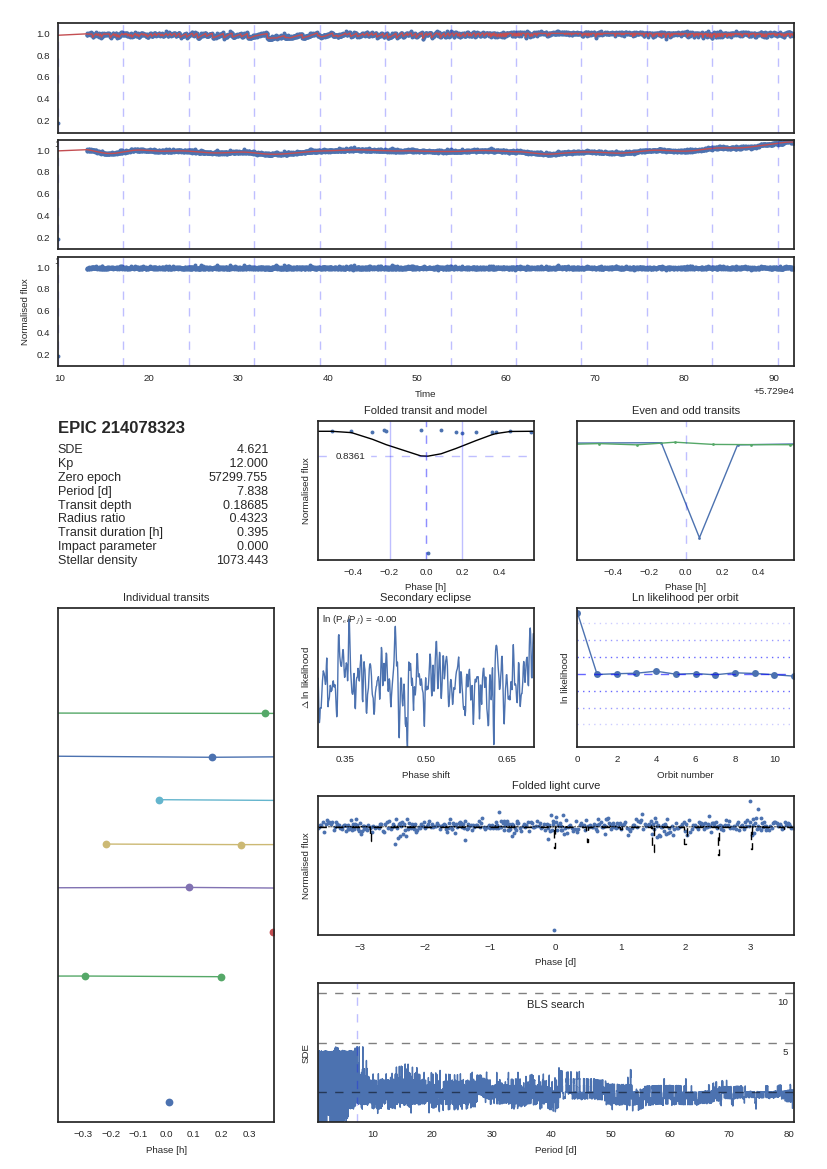 1.0
0.8
0.6
0.4
0.2
1.0
0.8
0.6
0.4
0.2
Normalised flux
1.0
0.8
0.6
0.4
0.2
10 20 30 40 50 60 70 80 90
Time
+5.729e4
EPIC 214078323
SDE 4.621
Kp 12.000
Zero epoch 57299.755
Period [d] 7.838
Transit depth 0.18685
Radius ratio 0.4323
Transit duration [h] 0.395
Impact parameter 0.000
Stellar density 1073.443
Folded transit and model
Normalised flux
0.8361
−0.4 −0.2 0.0 0.2 0.4
Phase [h]
Even and odd transits
−0.4 −0.2 0.0 0.2 0.4
Phase [h]
Individual transits
−0.3 −0.2 −0.1 0.0 0.1 0.2 0.3
Phase [h]
Secondary eclipse
Δ ln likelihood
= -0.00
0.35 0.50 0.65
Phase shift
Ln likelihood per orbit
ln likelihood
0 2 4 6 8 10
Orbit number
Folded light curve
Normalised flux
−3 −2 −1 0 1 2 3
Phase [d]
BLS search
SDE
10
5
10 20 30 40 50 60 70 80
Period [d]